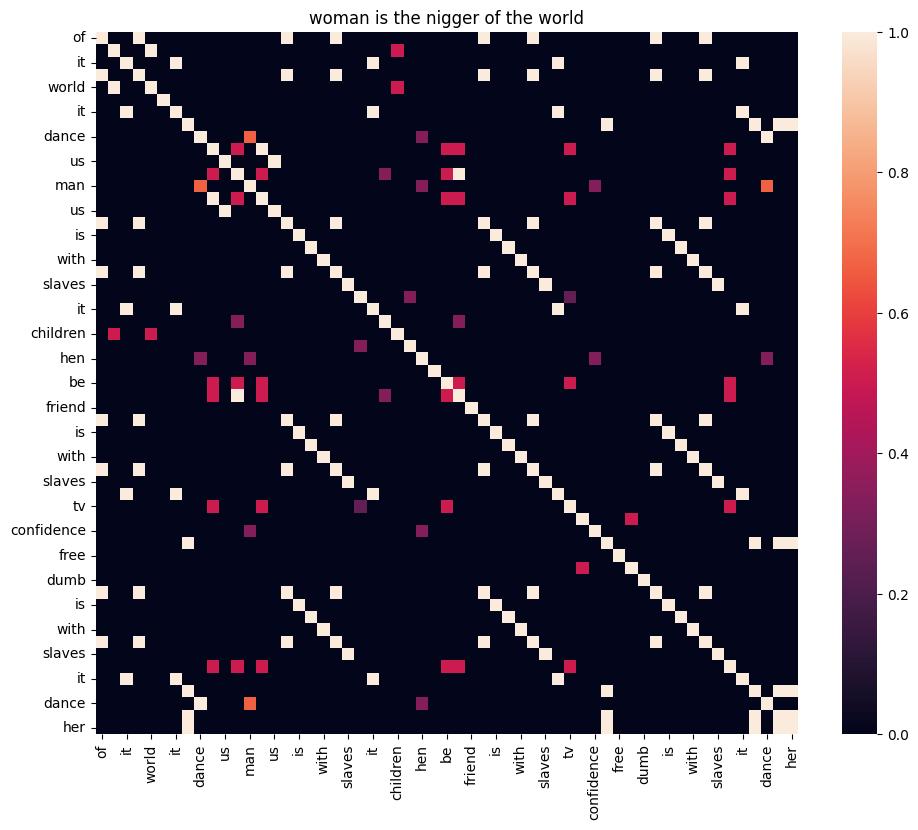 woman is the nigger of the world
of
it
world
it
dance
us
man
us
is
with
slaves
it
children
hen
be
friend
is
with
slaves
tv
confidence
free
dumb
is
with
slaves
it
dance
her
of
it
world
it
dance
us
man
us
is
with
slaves
it
children
hen
be
friend
is
with
slaves
tv
confidence
free
dumb
is
with
slaves
it
dance
her
1.0
0.8
0.6
0.4
0.2
0.0